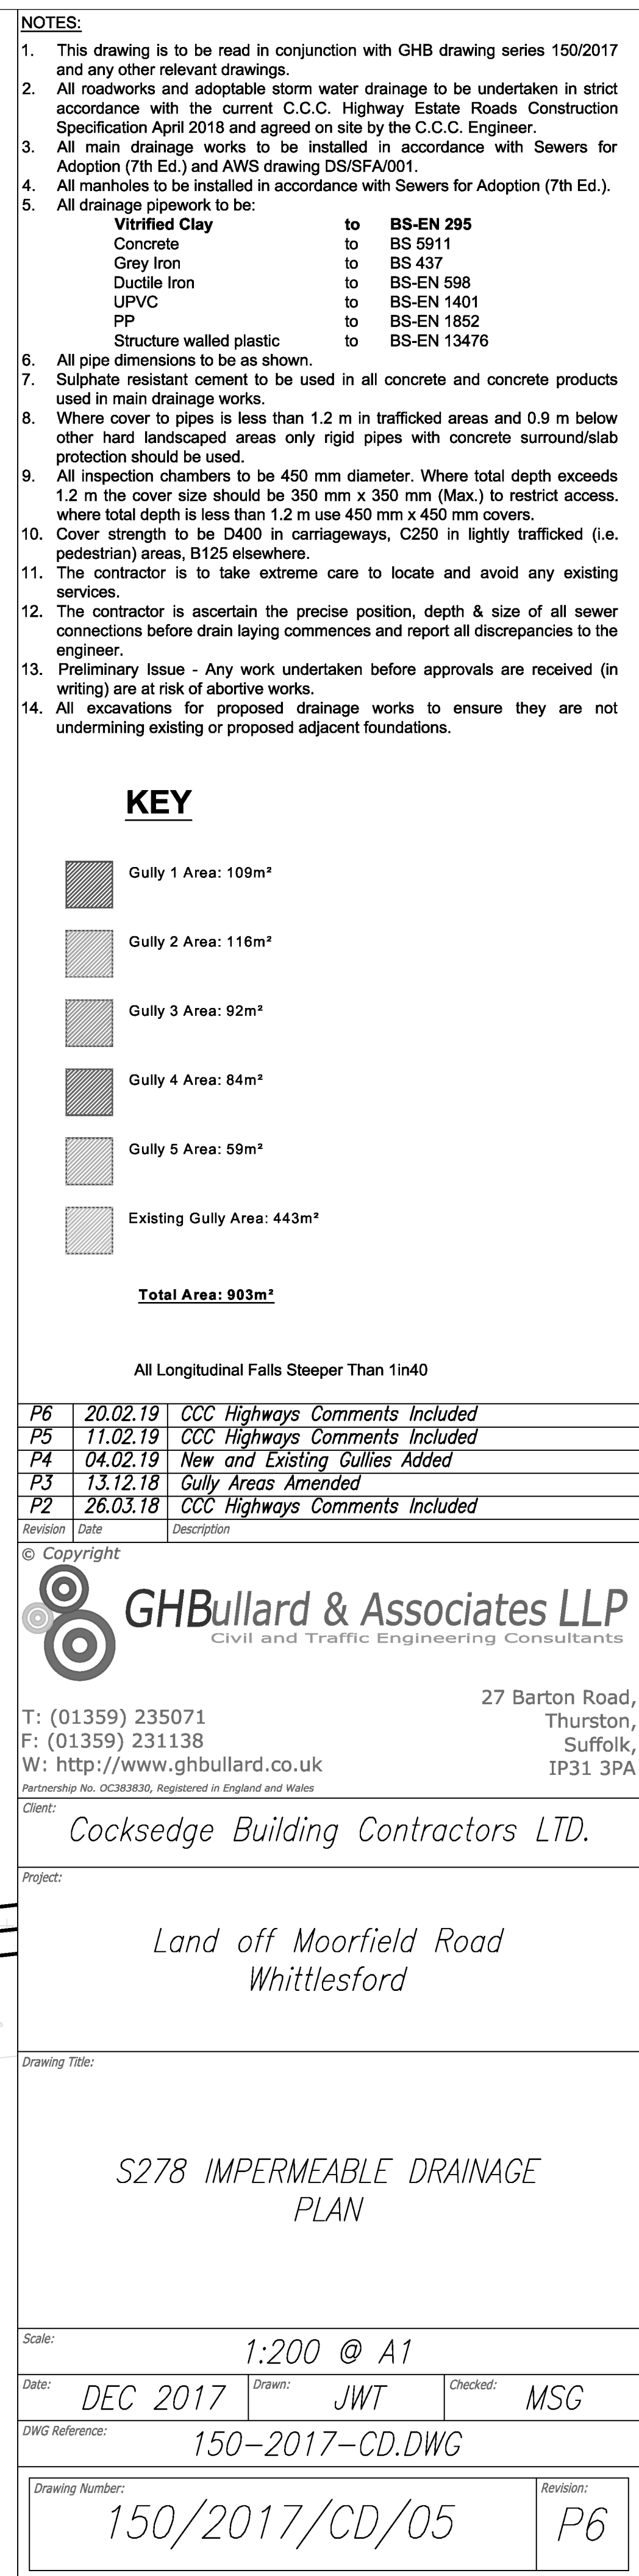 NOTES:
1. This drawing is to be read in conjunction with GHB drawing series 150/2017
and any other relevant drawings.
2. All roadworks and adoptable storm water drainage to be undertaken in strict
accordance with the current C.C.C. Highway Estate Roads Construction
Specification April 2018 and agreed on site by the C.C.C. Engineer.
3. All main drainage works to be installed in accordance with Sewers for
Adoption (7th Ed.) and AWS drawing DS/SFA/001.
4. All manholes to be installed in accordance with Sewers for Adoption (7th Ed.).
5. All drainage pipework to be:
Vitrified Clay to BS-EN 295
Concrete to BS 5911
Grey Iron to BS 437
Ductile Iron to BS-EN 598
UPVC to BS-EN 1401
PP to BS-EN 1852
Structure walled plastic to BS-EN 13476
6. All pipe dimensions to be as shown.
7. Sulphate resistant cement to be used in all concrete and concrete products
used in main drainage works.
8. Where cover to pipes is less than 1.2 m in trafficked areas and 0.9 m below
other hard landscaped areas only rigid pipes with concrete surround/slab
protection should be used.
9. All inspection chambers to be 450 mm diameter. Where total depth exceeds
1.2 m the cover size should be 350 mm x 350 mm (Max.) to restrict access.
where total depth is less than 1.2 m use 450 mm x 450 mm covers.
10. Cover strength to be D400 in carriageways, C250 in lightly trafficked (i.e.
pedestrian) areas, B125 elsewhere.
11. The contractor is to take extreme care to locate and avoid any existing
services.
12. The contractor is ascertain the precise position, depth & size of all sewer
connections before drain laying commences and report all discrepancies to the
engineer.
13. Preliminary Issue - Any work undertaken before approvals are received (in
writing) are at risk of abortive works.
14. All excavations for proposed drainage works to ensure they are not
undermining existing or proposed adjacent foundations.
KEY
Gully 1 Area: 109m²
Gully 2 Area: 116m²
Gully 3 Area: 92m²
Gully 4 Area: 84m²
Gully 5 Area: 59m²
Existing Gully Area: 443m²
Total Area: 903m²
All Longitudinal Falls Steeper Than 1in40
P6 20.02.19 CCC Highways Comments Included
P5 11.02.19 CCC Highways Comments Included
P4 04.02.19 New and Existing Gullies Added
P3 13.12.18 Gully Areas Amended
P2 26.03.18 CCC Highways Comments Included
Revision Date Description
© Copyright
GHBullard & Associates LLP
Civil and Traffic Engineering Consultants
27 Barton Road,
T: (01359) 235071 Thurston,
F: (01359) 231138 Suffolk,
W: http://www.ghbullard.co.uk IP31 3PA
Partnership No. OC383830, Registered in England and Wales
Client:
Cocksedge Building Contractors LTD.
Project:
Land off Moorfield Road
Whittlesford
Drawing Title:
S278 IMPERMEABLE DRAINAGE
PLAN
Scale:
1:200 @ A1
Date: DEC 2017 Drawn: JWT Checked: MSG
DWG Reference:
150-2017-CD.DWG
Drawing Number: Revision:
150/2017/CD/05 P6